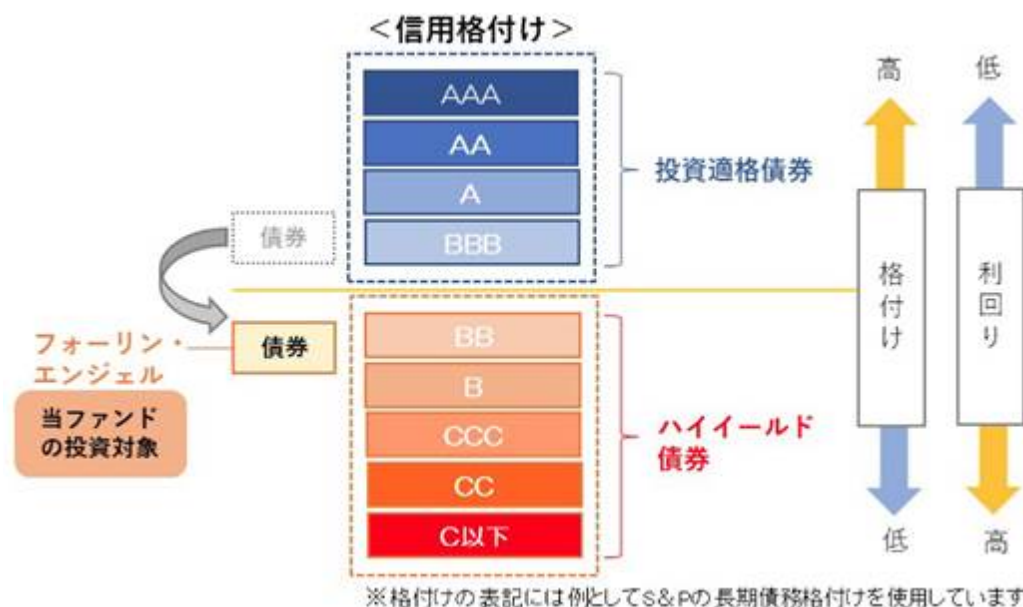 ＜信用格付け＞
AAA
AA
A
BBB
投資適格債券
債券
債券
フォーリン・
エンジェル
当ファンド
の投資対象
BB
B
CCC
CC
C以下
ハイイールド
債券
高
格付け
低
低
利回り
高
※格付けの表記には例としてS&Pの長期債務格付けを使用しています